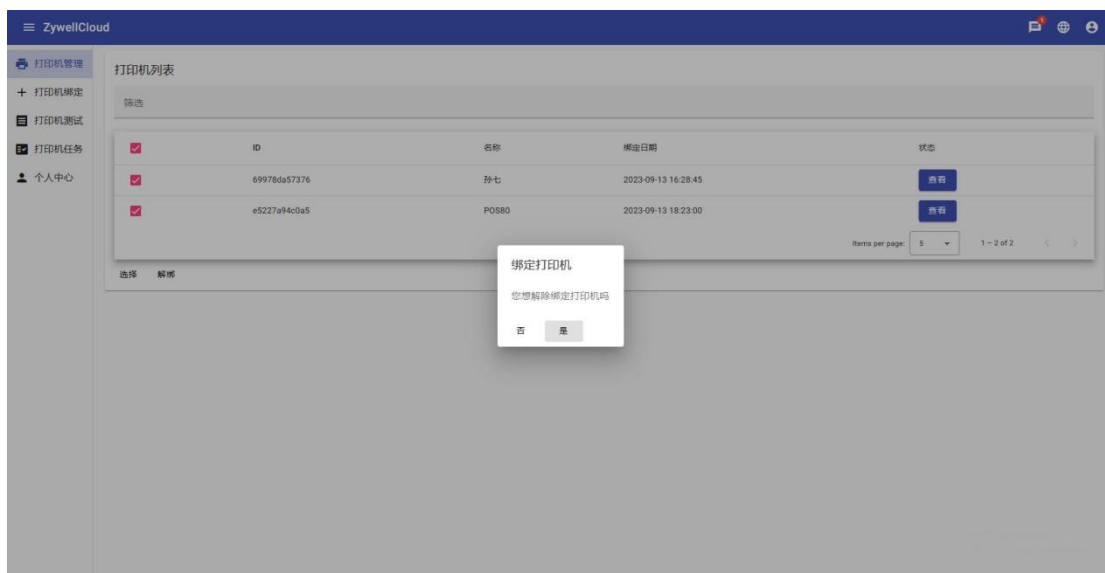 ZywellCloud
1
打印机管理
打印机绑定
打印机测试
打印机任务
个人中心
打印机列表
筛选
ID 名称 绑定日期 状态
69978da57376 孙七 2023-09-13 16:28:45 查看
e5227a94c0a5 POS80 2023-09-13 18:23:00 查看
Items per page: 5 1 – 2 of 2
选择 解绑
绑定打印机
您想解除绑定打印机吗
否 是